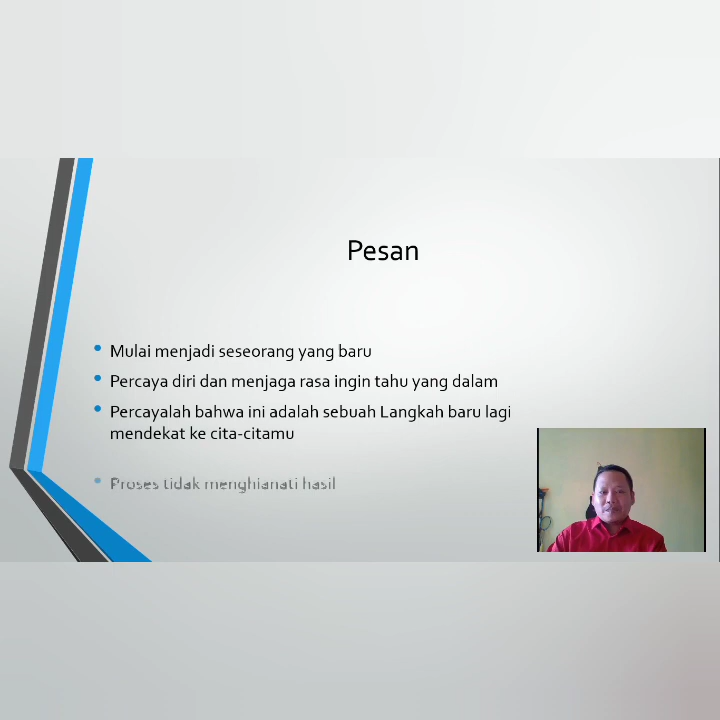 Pesan
Mulai menjadi seseorang yang baru
Percaya diri dan menjaga rasa ingin tahu yang dalam
Percayalah bahwa ini adalah sebuah Langkah baru lagi
mendekat ke cita-citamu
Proses tidak menghianati hasil